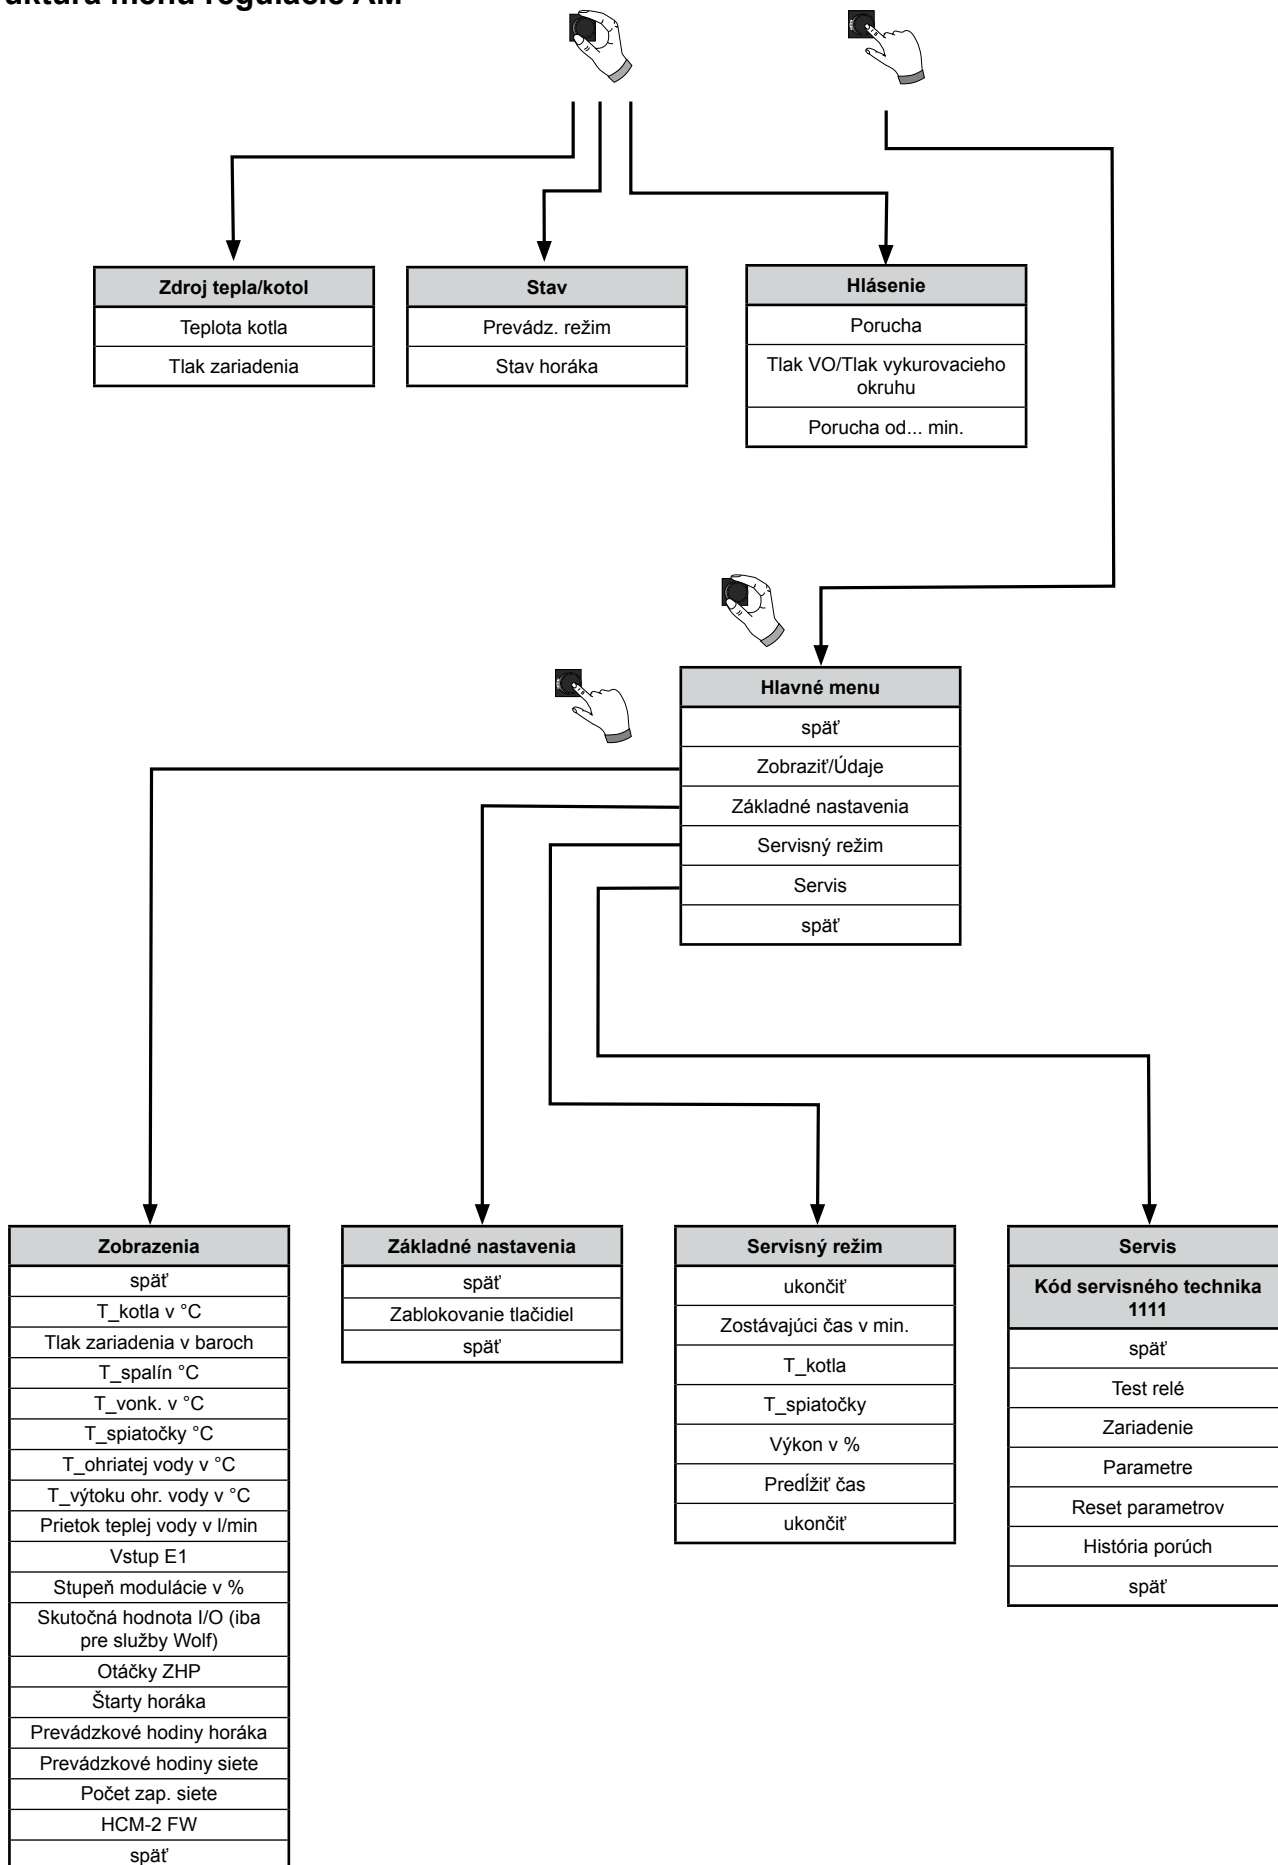 menu regulácie AM
Zdroj tepla/kotol
Teplota kotla
Tlak zariadenia
Stav
Prevádz. režim
Stav horáka
Hlásenie
Porucha
Tlak VO/Tlak vykurovacieho
okruhu
Porucha od... min.
Hlavné menu
späť
Zobraziť/Údaje
Základné nastavenia
Servisný režim
Servis
späť
Zobrazenia
späť
T_kotla v °C
Tlak zariadenia v baroch
T_spalín °C
T_vonk. v °C
T_spiatočky °C
T_ohriatej vody v °C
T_výtoku ohr. vody v °C
Prietok teplej vody v l/min
Vstup E1
Stupeň modulácie v %
Skutočná hodnota I/O (iba
pre služby Wolf)
Otáčky ZHP
Štarty horáka
Prevádzkové hodiny horáka
Prevádzkové hodiny siete
Počet zap. siete
HCM-2 FW
späť
Základné nastavenia
späť
Zablokovanie tlačidiel
späť
Servisný režim
ukončiť
Zostávajúci čas v min.
T_kotla
T_spiatočky
Výkon v %
Predĺžiť čas
ukončiť
Servis
Kód servisného technika
1111
späť
Test relé
Zariadenie
Parametre
Reset parametrov
História porúch
späť